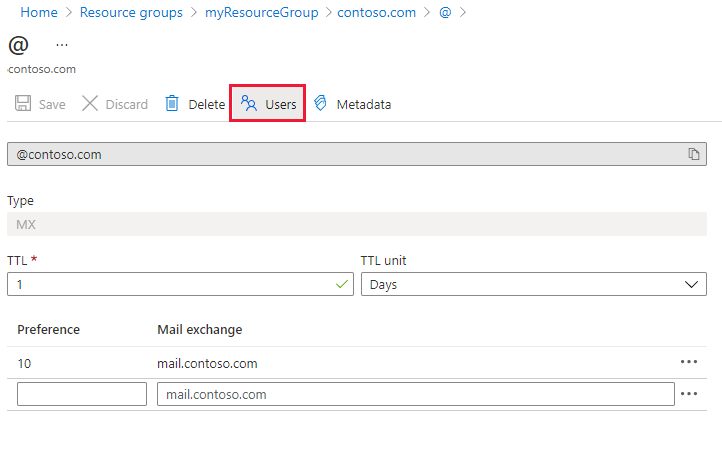 Home > Resource groups > myResourceGroup > contoso.com > @ >
@ ...
contoso.com
Save Discard Delete Users Metadata
@contoso.com
Type
MX
TTL * TTL unit
1 Days
Preference Mail exchange
10 mail.contoso.com ...
mail.contoso.com ...